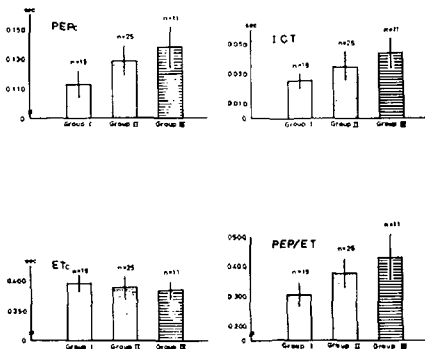 sec
PEPc
0.150
0.130
0.110
0
n=19
n=25
n=11
Group I
Group II
Group III
sec
ICT
0.050
0.030
0.010
0
n=19
n=25
n=11
Group I
Group II
Group III
sec
ETc
0.400
0.350
0
n=19
n=25
n=11
Group I
Group II
Group III
PEP/ET
0.500
0.400
0.300
0.200
0
n=19
n=25
n=11
Group I
Group II
Group III